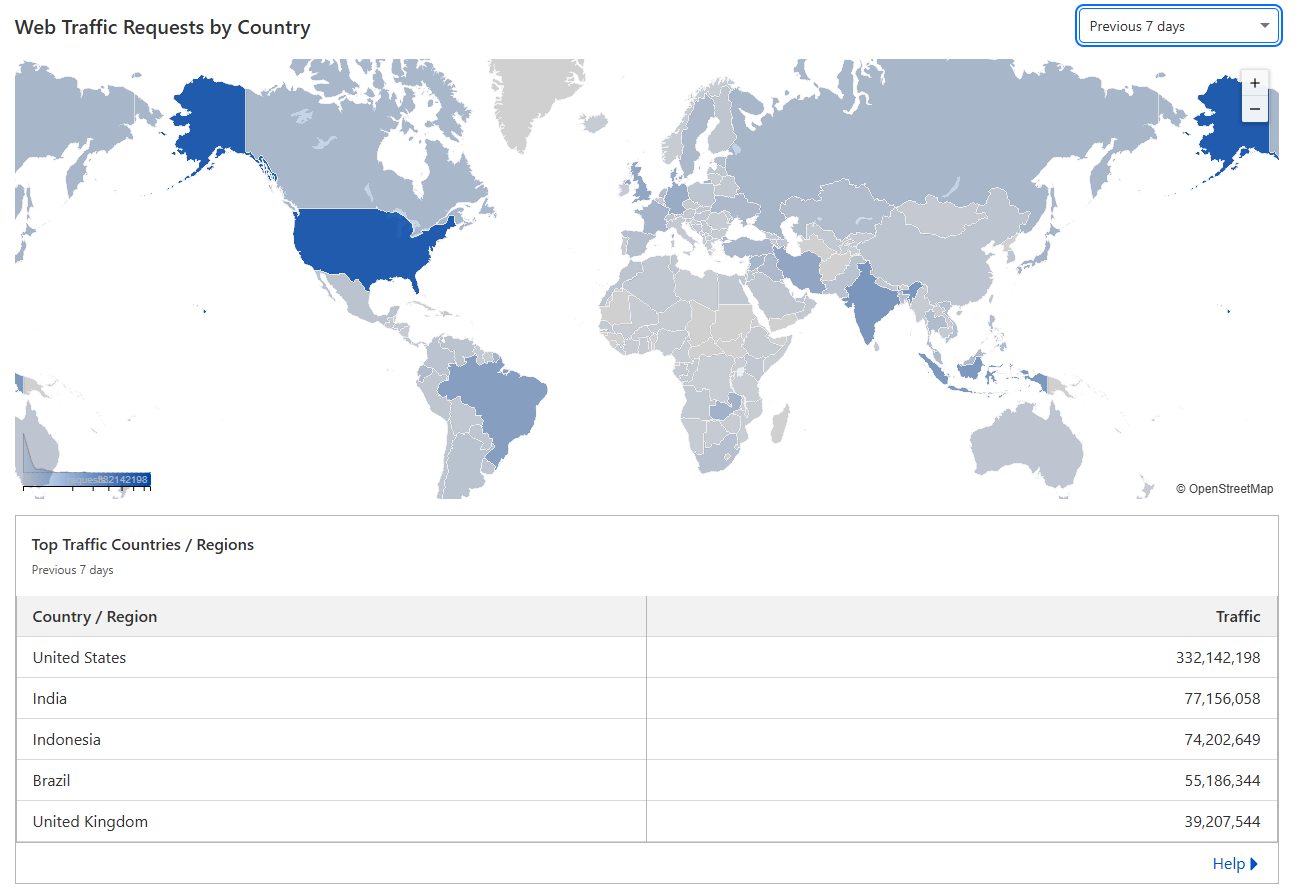 Web Traffic Requests by Country
Previous 7 days
+
−
requests
332142198
© OpenStreetMap
Top Traffic Countries / Regions
Previous 7 days
Country / Region Traffic
United States 332,142,198
India 77,156,058
Indonesia 74,202,649
Brazil 55,186,344
United Kingdom 39,207,544
Help